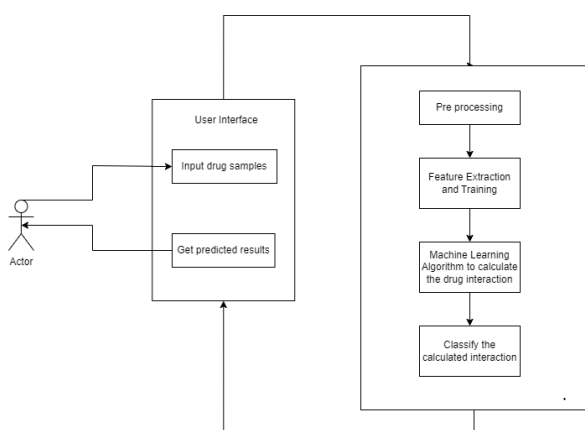 User Interface
Input drug samples
Get predicted results
Actor
Pre processing
Feature Extraction
and Training
Machine Learning
Algorithm to calculate
the drug interaction
Classify the
calculated interaction
.